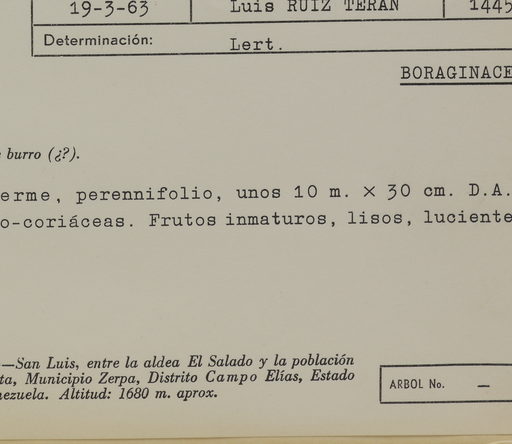 19-3-63 Luis RUIZ TERAN 1445
Determinación: Lert.
BORAGINACE
burro (¿?).
erme, perennifolio, unos 10 m. × 30 cm. D.A.
o-coriáceas. Frutos inmaturos, lisos, luciente
—San Luis, entre la aldea El Salado y la población
ta, Municipio Zerpa, Distrito Campo Elías, Estado
nezuela. Altitud: 1680 m. aprox.
ARBOL No. —